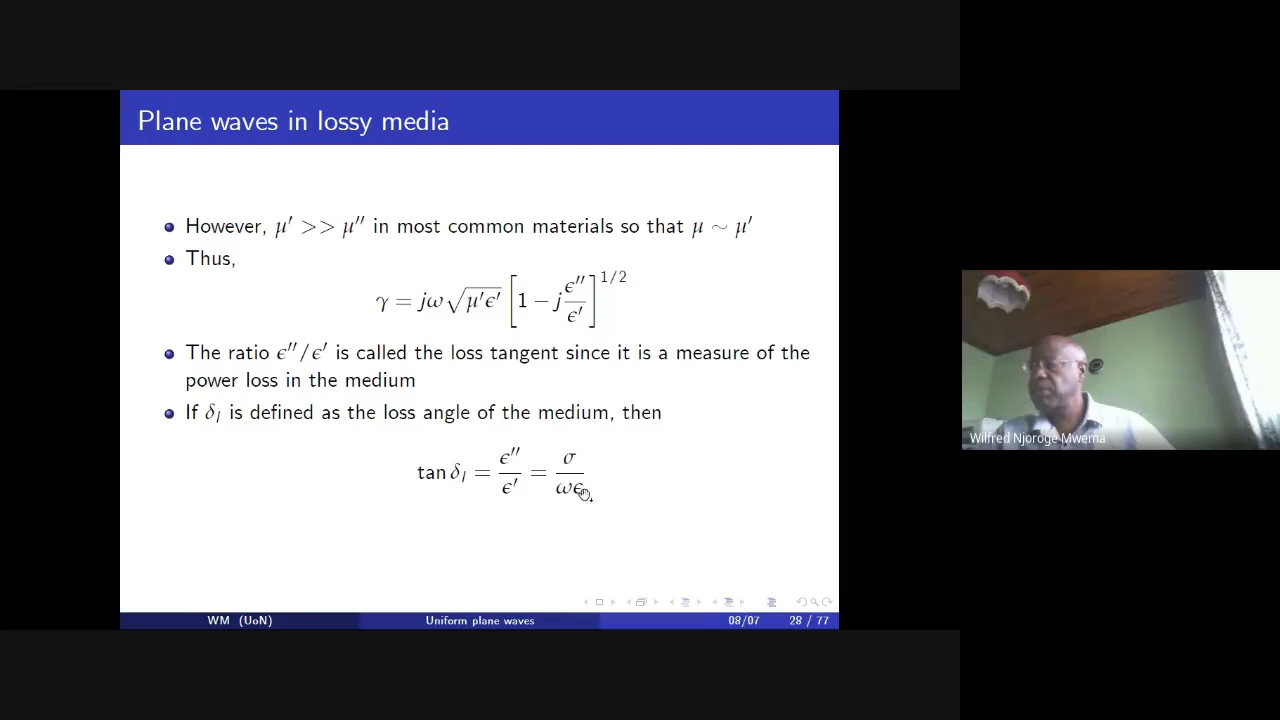 Plane waves in lossy media
However, μ′ >> μ′′ in most common materials so that μ ∼ μ′
Thus,
γ = jω√μ′ϵ′ [1 − j ϵ′′/ϵ′]^1/2
The ratio ϵ′′/ϵ′ is called the loss tangent since it is a measure of the
power loss in the medium
If δ_l is defined as the loss angle of the medium, then
tan δ_l = ϵ′′/ϵ′ = σ/ωϵ
WM (UoN) Uniform plane waves 08/07 28 / 77
Wilfred Njoroge Mwema